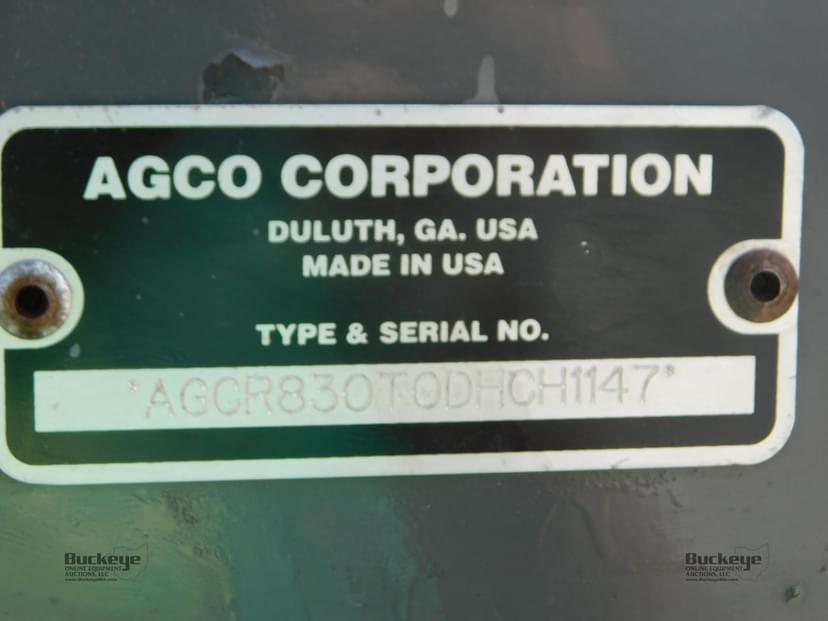 AGCO CORPORATION
DULUTH, GA. USA
MADE IN USA
TYPE & SERIAL NO.
*AGCR830T0DHCH1147*
Buckeye
ONLINE EQUIPMENT
AUCTIONS, LLC
Buckeye
ONLINE EQUIPMENT
AUCTIONS, LLC